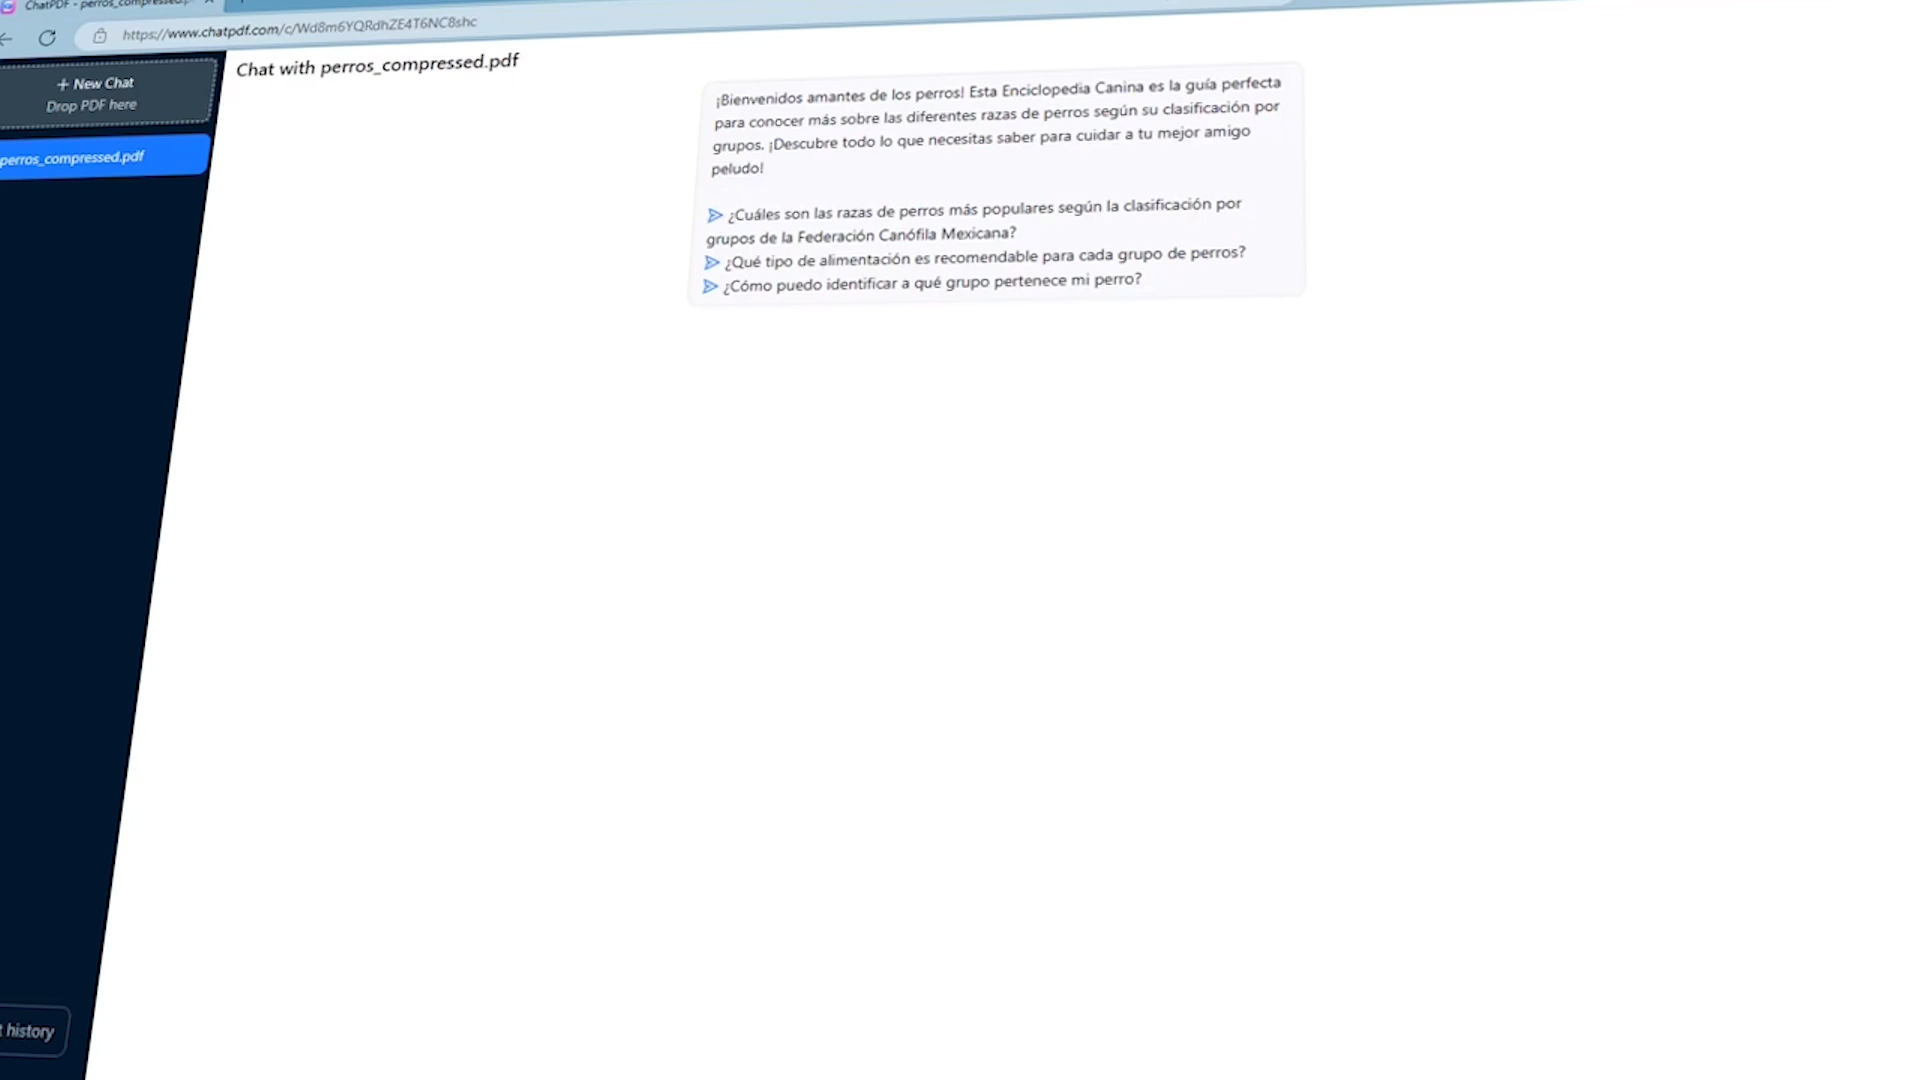 ChatPDF - perros_compressed.p
https://www.chatpdf.com/c/Wd8m6YQRdhZE4T6NC8shc
+ New Chat
Drop PDF here
perros_compressed.pdf
Chat with perros_compressed.pdf
¡Bienvenidos amantes de los perros! Esta Enciclopedia Canina es la guía perfecta
para conocer más sobre las diferentes razas de perros según su clasificación por
grupos. ¡Descubre todo lo que necesitas saber para cuidar a tu mejor amigo
peludo!
¿Cuáles son las razas de perros más populares según la clasificación por
grupos de la Federación Canófila Mexicana?
¿Qué tipo de alimentación es recomendable para cada grupo de perros?
¿Cómo puedo identificar a qué grupo pertenece mi perro?
t history